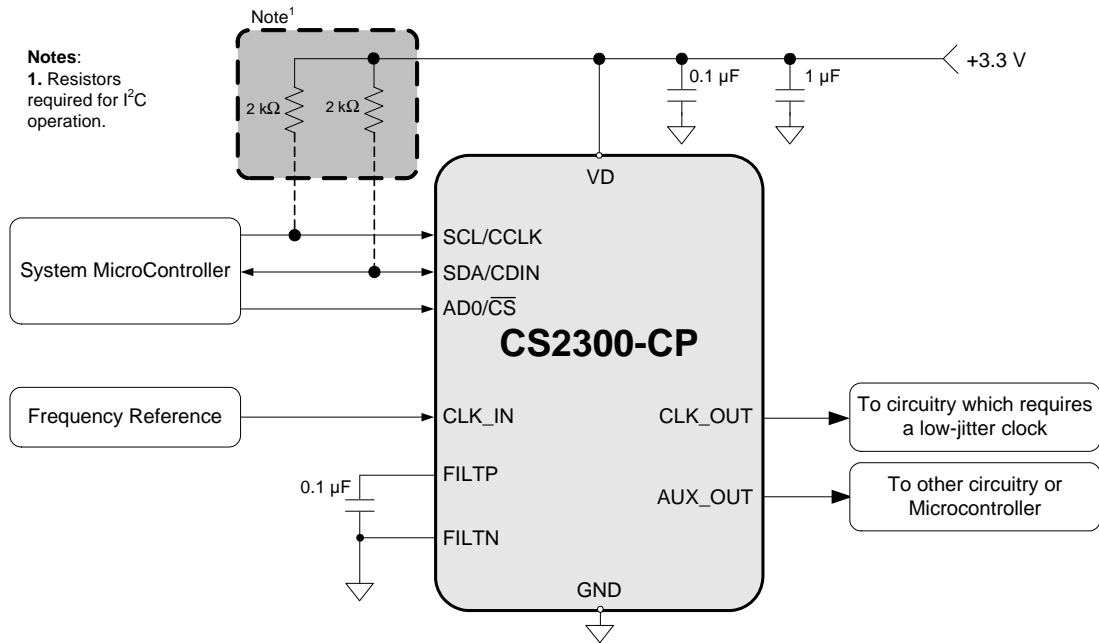 Note¹
Notes:
1. Resistors
required for I²C
operation.
2 kΩ
2 kΩ
0.1 µF
1 µF
+3.3 V
VD
System MicroController
SCL/CCLK
SDA/CDIN
AD0/C̅S̅
CS2300-CP
Frequency Reference
CLK_IN
CLK_OUT
To circuitry which requires
a low-jitter clock
0.1 µF
FILTP
FILTN
AUX_OUT
To other circuitry or
Microcontroller
GND